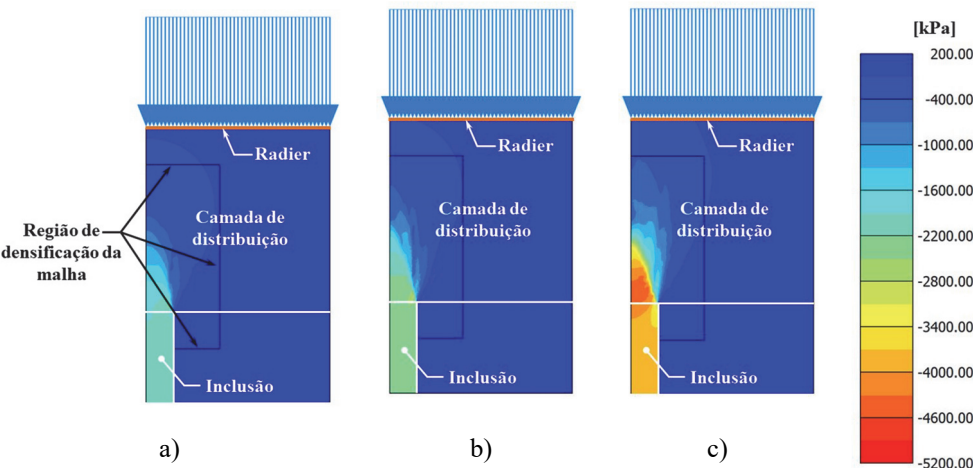 [kPa]
200.00
-400.00
-1000.00
-1600.00
-2200.00
-2800.00
-3400.00
-4000.00
-4600.00
-5200.00
Radier
Camada de
distribuição
Região de
densificação da
malha
Inclusão
a)
Radier
Camada de
distribuição
Inclusão
b)
Radier
Camada de
distribuição
Inclusão
c)